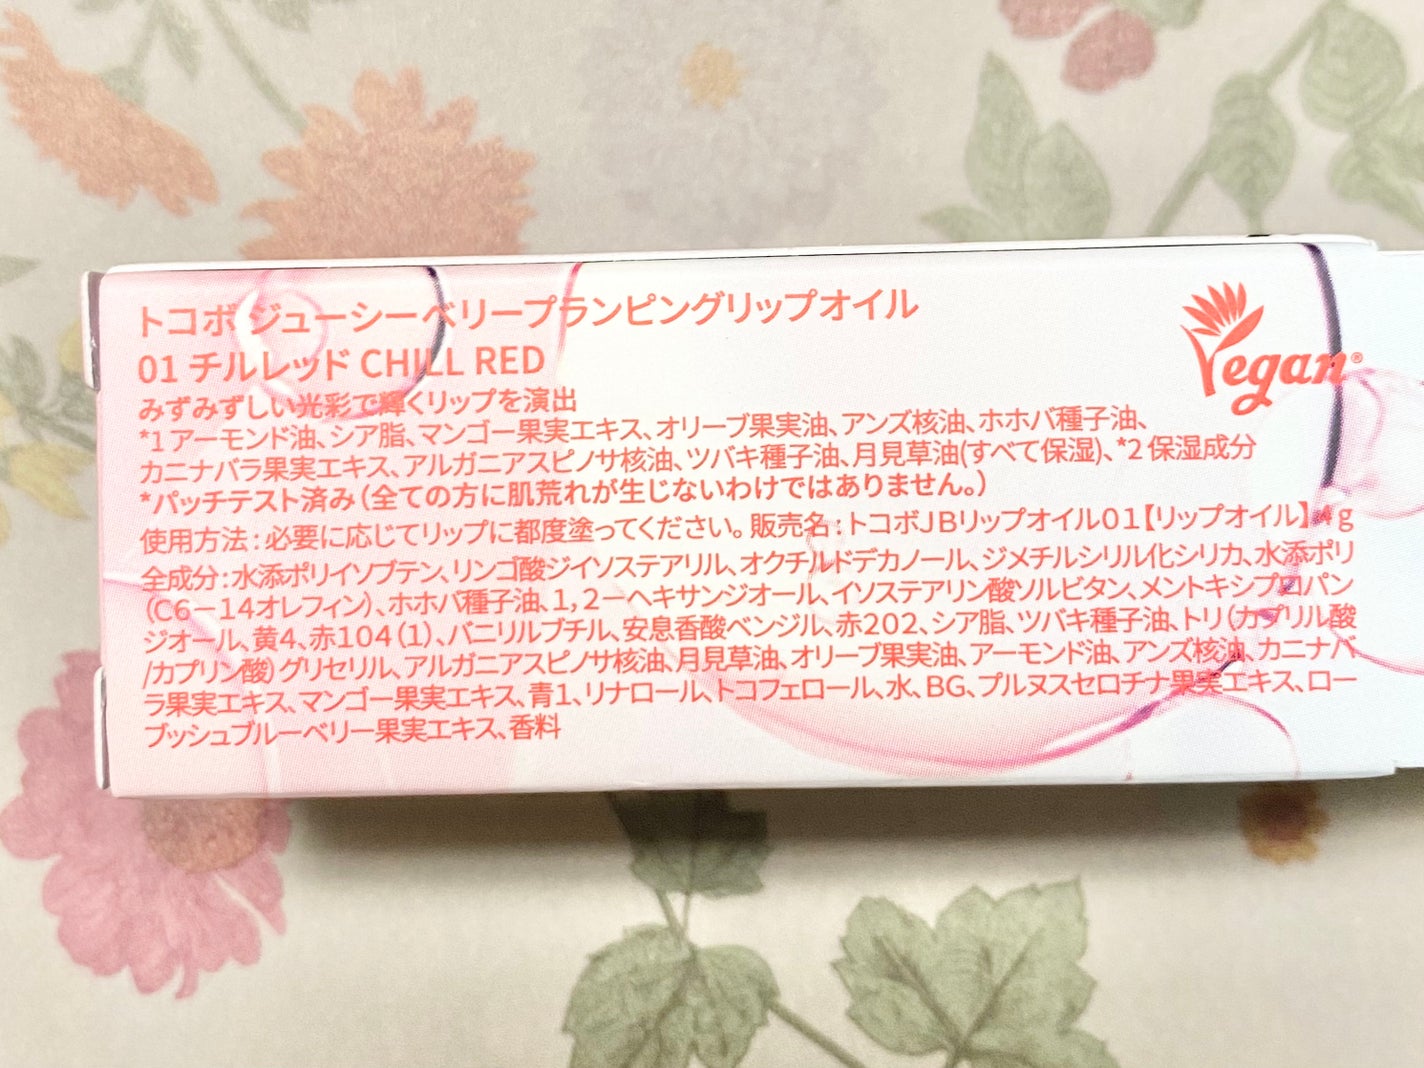 トコボ ジューシーベリープランピングリップオイル
01 チルレッド CHILL RED
Vegan®
みずみずしい光彩で輝くリップを演出
*1 アーモンド油、シア脂、マンゴー果実エキス、オリーブ果実油、アンズ核油、ホホバ種子油、
カニナバラ果実エキス、アルガニアスピノサ核油、ツバキ種子油、月見草油(すべて保湿)、*2 保湿成分
*パッチテスト済み(全ての方に肌荒れが生じないわけではありません。)
使用方法：必要に応じてリップに都度塗ってください。販売名：トコボJBリップオイル01【リップオイル】4g
全成分：水添ポリイソブテン、リンゴ酸ジイソステアリル、オクチルドデカノール、ジメチルシリル化シリカ、水添ポリ
(C6－14オレフィン)、ホホバ種子油、1,2－ヘキサンジオール、イソステアリン酸ソルビタン、メントキシプロパン
ジオール、黄4、赤104(1)、バニリルブチル、安息香酸ベンジル、赤202、シア脂、ツバキ種子油、トリ(カプリル酸
/カプリン酸)グリセリル、アルガニアスピノサ核油、月見草油、オリーブ果実油、アーモンド油、アンズ核油、カニナバ
ラ果実エキス、マンゴー果実エキス、青1、リナロール、トコフェロール、水、BG、プルヌスセロチナ果実エキス、ロー
ブッシュブルーベリー果実エキス、香料